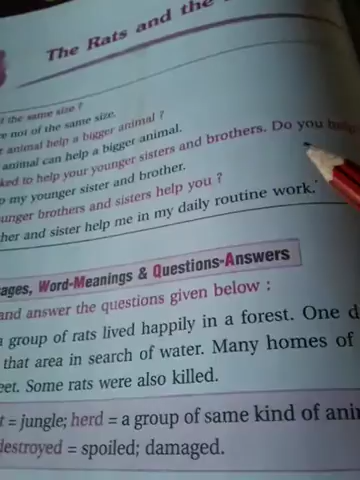 The Rats and the
f the same size ?
e not of the same size.
r animal help a bigger animal ?
animal can help a bigger animal.
ked to help your younger sisters and brothers. Do you help
p my younger sister and brother.
unger brothers and sisters help you ?
her and sister help me in my daily routine work.
ages, Word-Meanings & Questions-Answers
and answer the questions given below :
a group of rats lived happily in a forest. One d
that area in search of water. Many homes of
eet. Some rats were also killed.
t = jungle; herd = a group of same kind of anim
destroyed = spoiled; damaged.